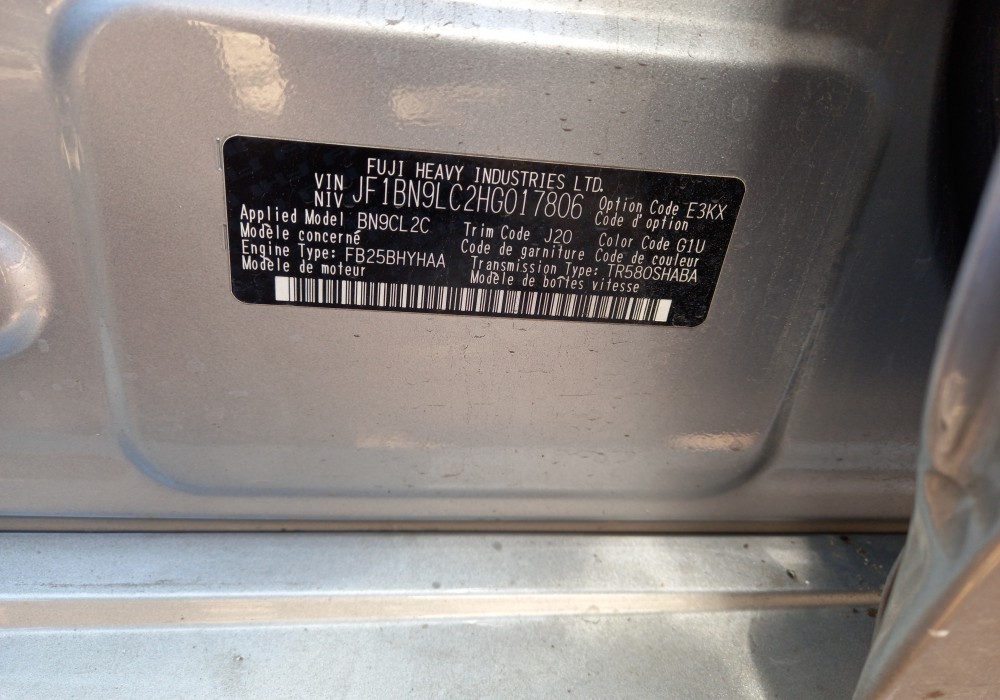 FUJI HEAVY INDUSTRIES LTD.
VIN
NIV JF1BN9LC2HG017806
Option Code E3KX
Code d'option
Applied Model BN9CL2C
Modèle concerné
Trim Code J20
Code de garniture
Color Code G1U
Code de couleur
Engine Type: FB25BHYHAA
Modèle de moteur
Transmission Type: TR580SHABA
Modèle de boîtes vitesse